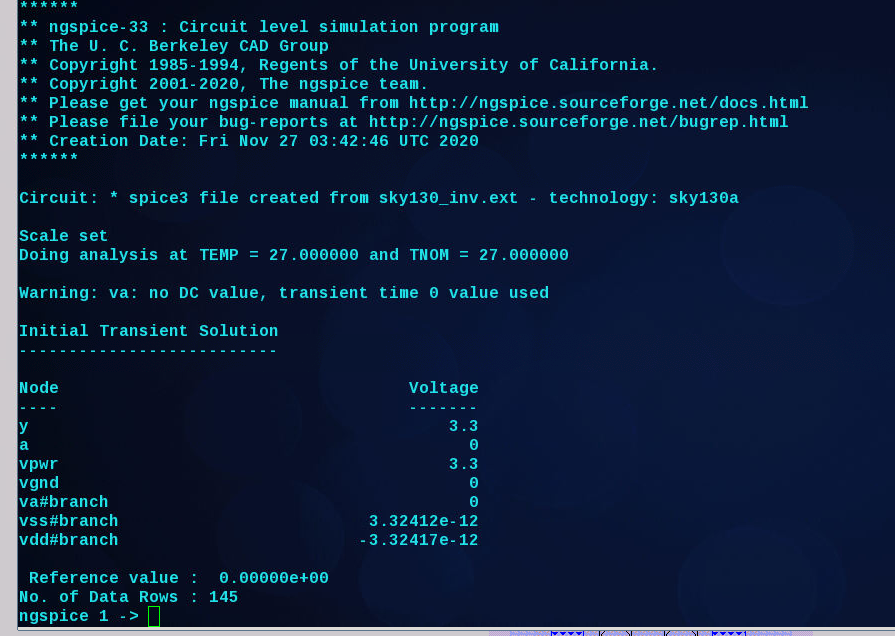 ******
** ngspice-33 : Circuit level simulation program
** The U. C. Berkeley CAD Group
** Copyright 1985-1994, Regents of the University of California.
** Copyright 2001-2020, The ngspice team.
** Please get your ngspice manual from http://ngspice.sourceforge.net/docs.html
** Please file your bug-reports at http://ngspice.sourceforge.net/bugrep.html
** Creation Date: Fri Nov 27 03:42:46 UTC 2020
******
Circuit: * spice3 file created from sky130_inv.ext - technology: sky130a
Scale set
Doing analysis at TEMP = 27.000000 and TNOM = 27.000000
Warning: va: no DC value, transient time 0 value used
Initial Transient Solution
--------------------------
Node Voltage
---- -------
y 3.3
a 0
vpwr 3.3
vgnd 0
va#branch 0
vss#branch 3.32412e-12
vdd#branch -3.32417e-12
Reference value : 0.00000e+00
No. of Data Rows : 145
ngspice 1 ->